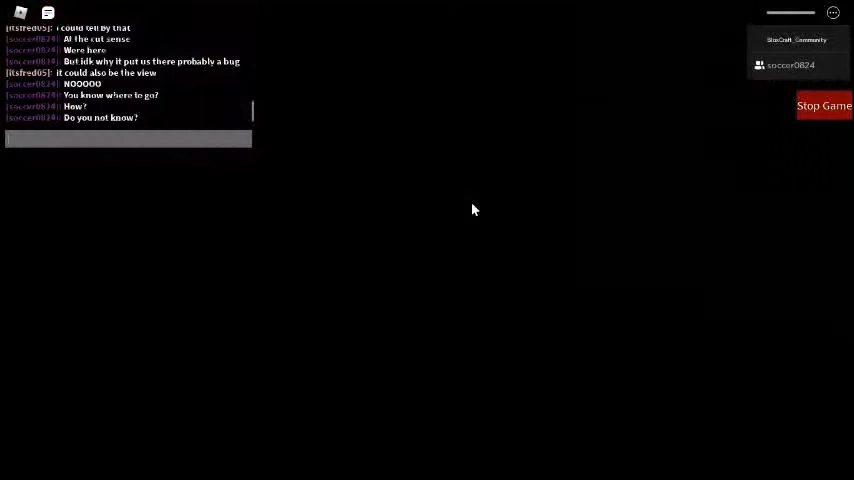 [itsfred05]: i could tell by that
[soccer0824]: At the cut sense
[soccer0824]: Were here
[soccer0824]: But idk why it put us there probably a bug
[itsfred05]: it could also be the view
[soccer0824]: NOOOOO
[soccer0824]: You know where to go?
[soccer0824]: How?
[soccer0824]: Do you not know?
BloxCraft_Community
soccer0824
Stop Game